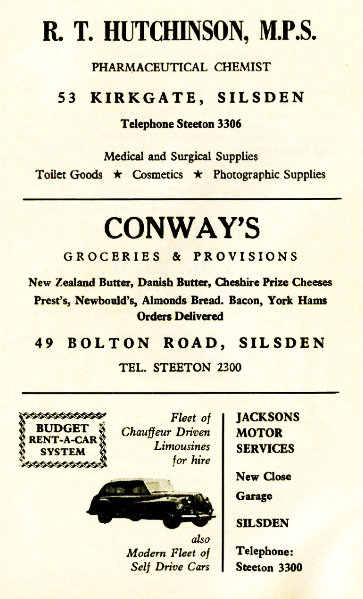 R. T. HUTCHINSON, M.P.S.
PHARMACEUTICAL CHEMIST
53 KIRKGATE, SILSDEN
Telephone Steeton 3306
Medical and Surgical Supplies
Toilet Goods ★ Cosmetics ★ Photographic Supplies
CONWAY'S
GROCERIES & PROVISIONS
New Zealand Butter, Danish Butter, Cheshire Prize Cheeses
Prest's, Newbould's, Almonds Bread. Bacon, York Hams
Orders Delivered
49 BOLTON ROAD, SILSDEN
TEL. STEETON 2300
BUDGET
RENT-A-CAR
SYSTEM
Fleet of
Chauffeur Driven
Limousines
for hire
also
Modern Fleet of
Self Drive Cars
JACKSONS
MOTOR
SERVICES
New Close
Garage
SILSDEN
Telephone:
Steeton 3300